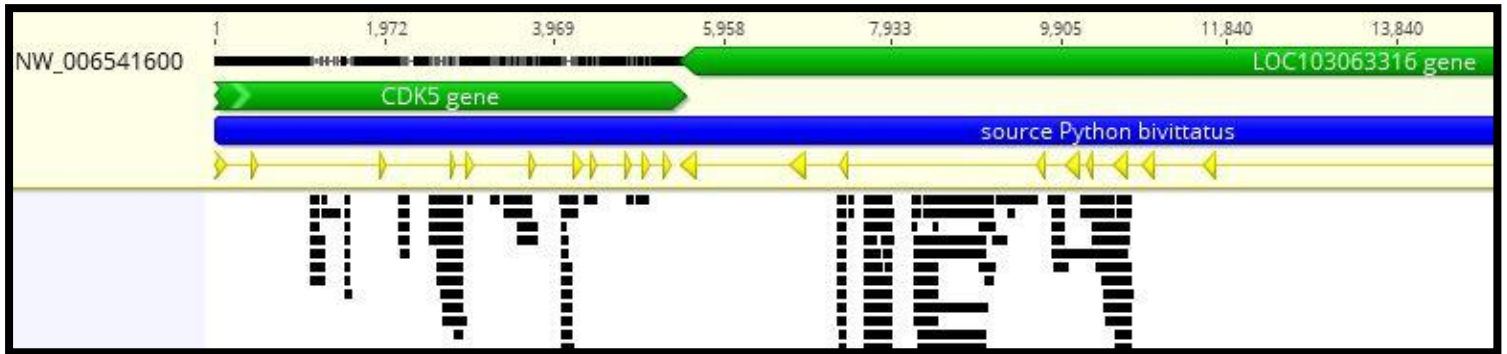 1 1,972 3,969 5,958 7,933 9,905 11,840 13,840
NW_006541600
LOC103063316 gene
CDK5 gene
source Python bivittatus